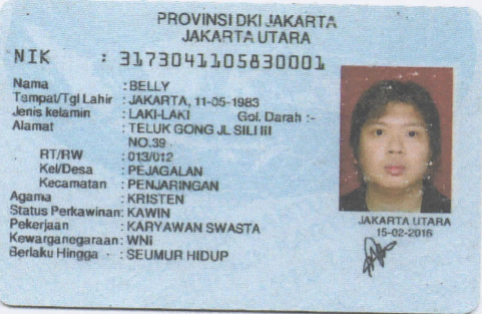 PROVINSI DKI JAKARTA
JAKARTA UTARA
NIK : 3173041105830001
Nama : BELLY
Tempat/Tgl Lahir : JAKARTA, 11-05-1983
Jenis kelamin : LAKI-LAKI Gol. Darah :-
Alamat : TELUK GONG JL SILI III
NO.39
RT/RW : 013/012
Kel/Desa : PEJAGALAN
Kecamatan : PENJARINGAN
Agama : KRISTEN
Status Perkawinan: KAWIN
Pekerjaan : KARYAWAN SWASTA
Kewarganegaraan: WNI
Berlaku Hingga : SEUMUR HIDUP
JAKARTA UTARA
15-02-2016